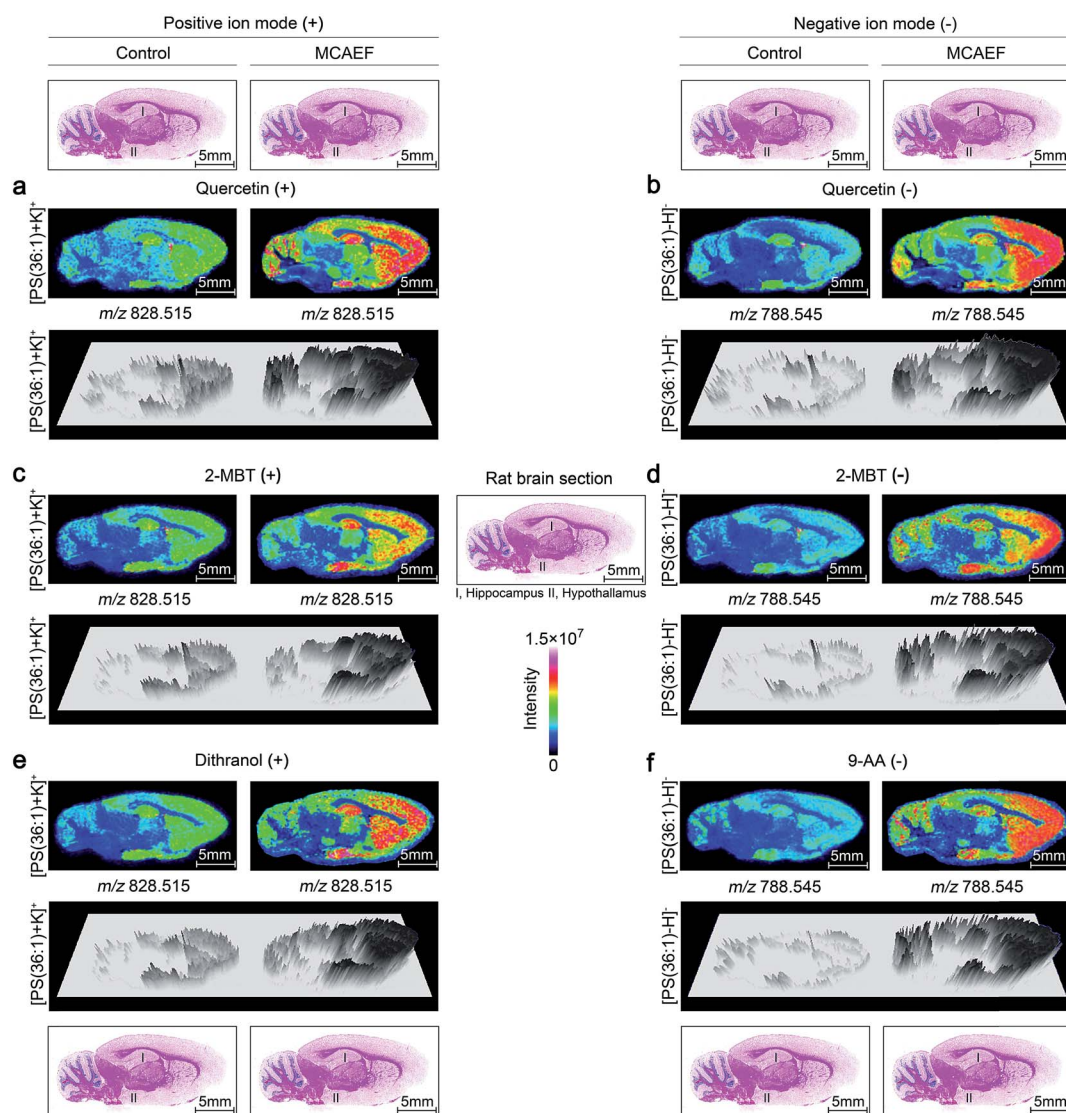 Positive ion mode (+)
Negative ion mode (-)
Control
MCAEF
Control
MCAEF
I
II
5mm
I
II
5mm
I
II
5mm
I
II
5mm
a
Quercetin (+)
[PS(36:1)+K]⁺
5mm
5mm
m/z 828.515
m/z 828.515
[PS(36:1)+K]⁺
b
Quercetin (-)
[PS(36:1)-H]⁻
5mm
5mm
m/z 788.545
m/z 788.545
[PS(36:1)-H]⁻
c
2-MBT (+)
[PS(36:1)+K]⁺
5mm
5mm
m/z 828.515
m/z 828.515
[PS(36:1)+K]⁺
Rat brain section
I
II
5mm
I, Hippocampus II, Hypothallamus
1.5×10⁷
Intensity
0
d
2-MBT (-)
[PS(36:1)-H]⁻
5mm
5mm
m/z 788.545
m/z 788.545
[PS(36:1)-H]⁻
e
Dithranol (+)
[PS(36:1)+K]⁺
5mm
5mm
m/z 828.515
m/z 828.515
[PS(36:1)+K]⁺
f
9-AA (-)
[PS(36:1)-H]⁻
5mm
5mm
m/z 788.545
m/z 788.545
[PS(36:1)-H]⁻
I
II
5mm
I
II
5mm
I
II
5mm
I
II
5mm